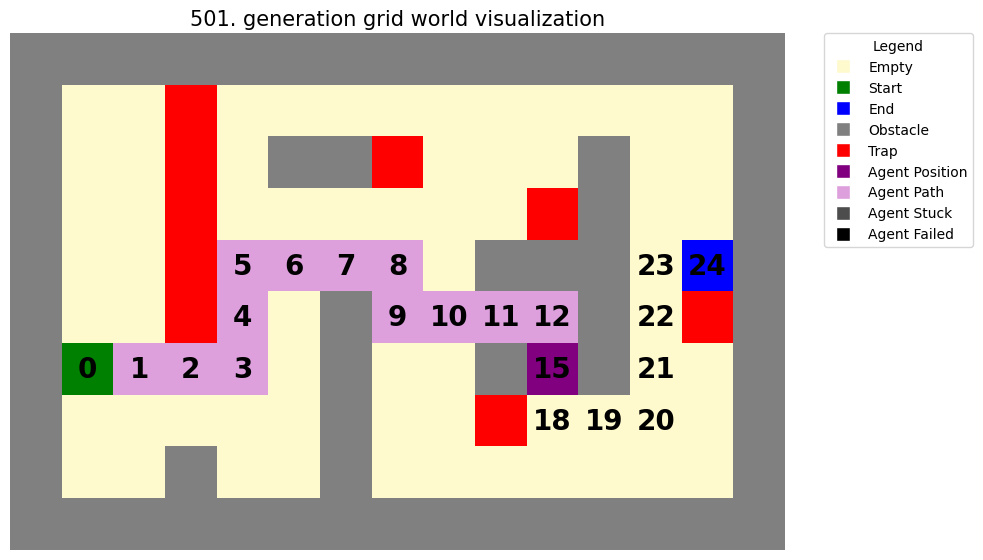 501. generation grid world visualization
Legend
Empty
Start
End
Obstacle
Trap
Agent Position
Agent Path
Agent Stuck
Agent Failed
5 6 7 8 23 24
4 9 10 11 12 22
0 1 2 3 15 21
18 19 20